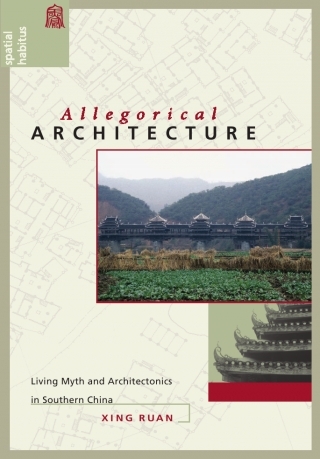 spatial
habitus
Allegorical
ARCHITECTURE
Living Myth and Architectonics
in Southern China
XING RUAN